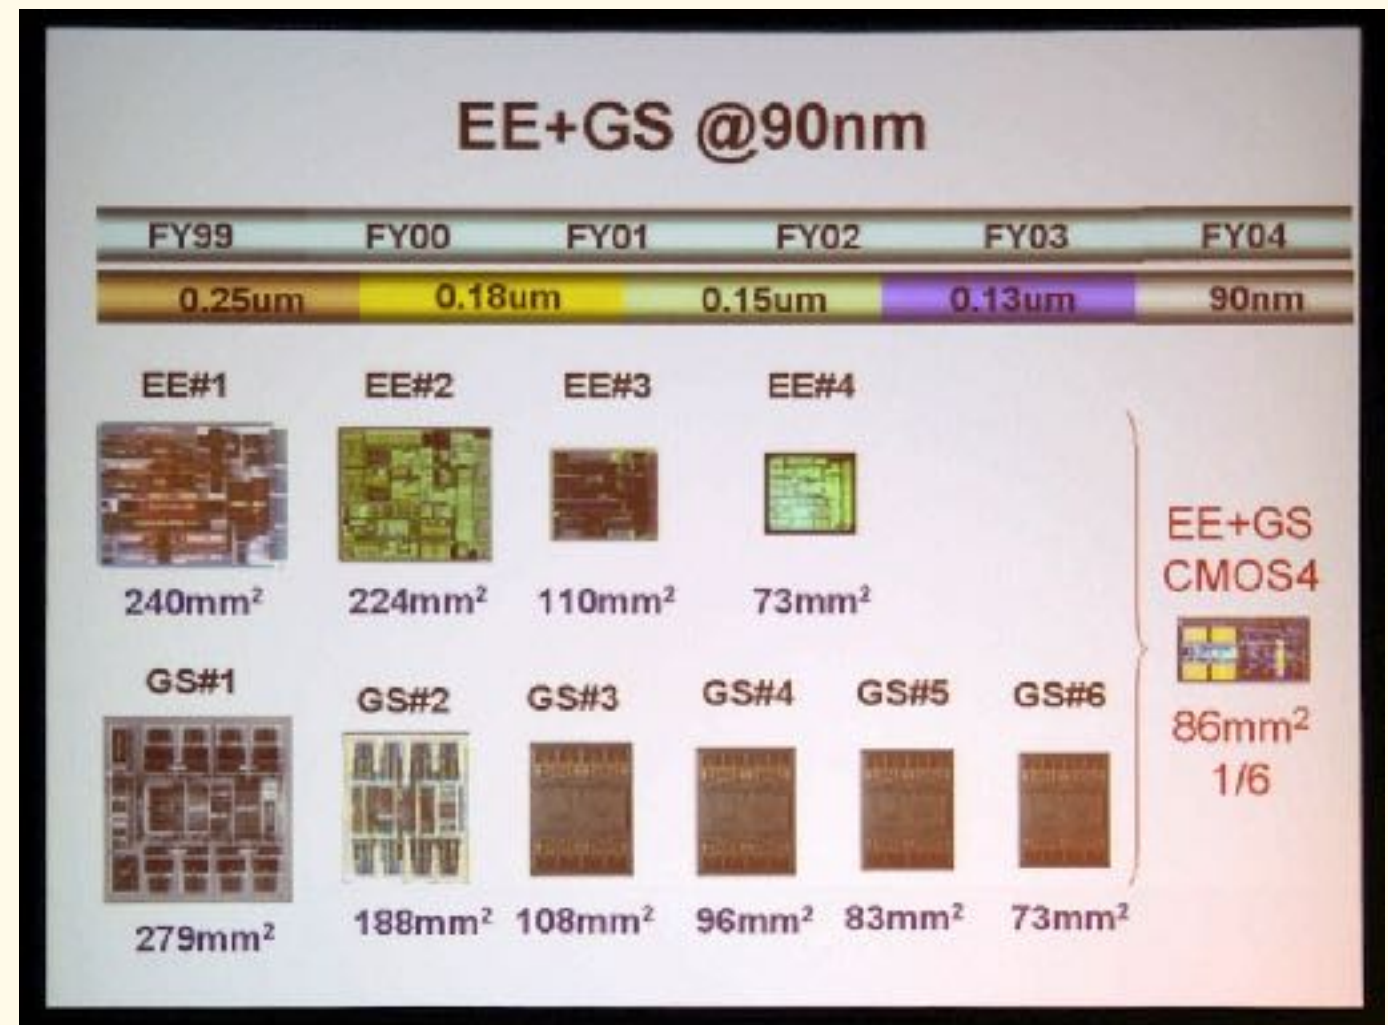 EE+GS @90nm
FY99 FY00 FY01 FY02 FY03 FY04
0.25um 0.18um 0.15um 0.13um 90nm
EE#1 EE#2 EE#3 EE#4
240mm² 224mm² 110mm² 73mm²
GS#1 GS#2 GS#3 GS#4 GS#5 GS#6
279mm² 188mm² 108mm² 96mm² 83mm² 73mm²
EE+GS
CMOS4
86mm²
1/6